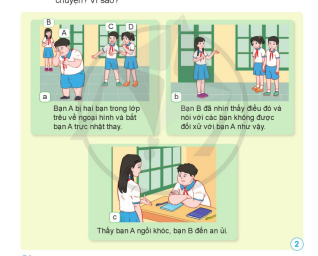 chuyện? Vì sao?
B
A
C D
a
Bạn A bị hai bạn trong lớp
trêu về ngoại hình và bắt
bạn A trực nhật thay.
b
Bạn B đã nhìn thấy điều đó và
nói với các bạn không được
đối xử với bạn A như vậy.
c
Thấy bạn A ngồi khóc, bạn B đến an ủi.
2